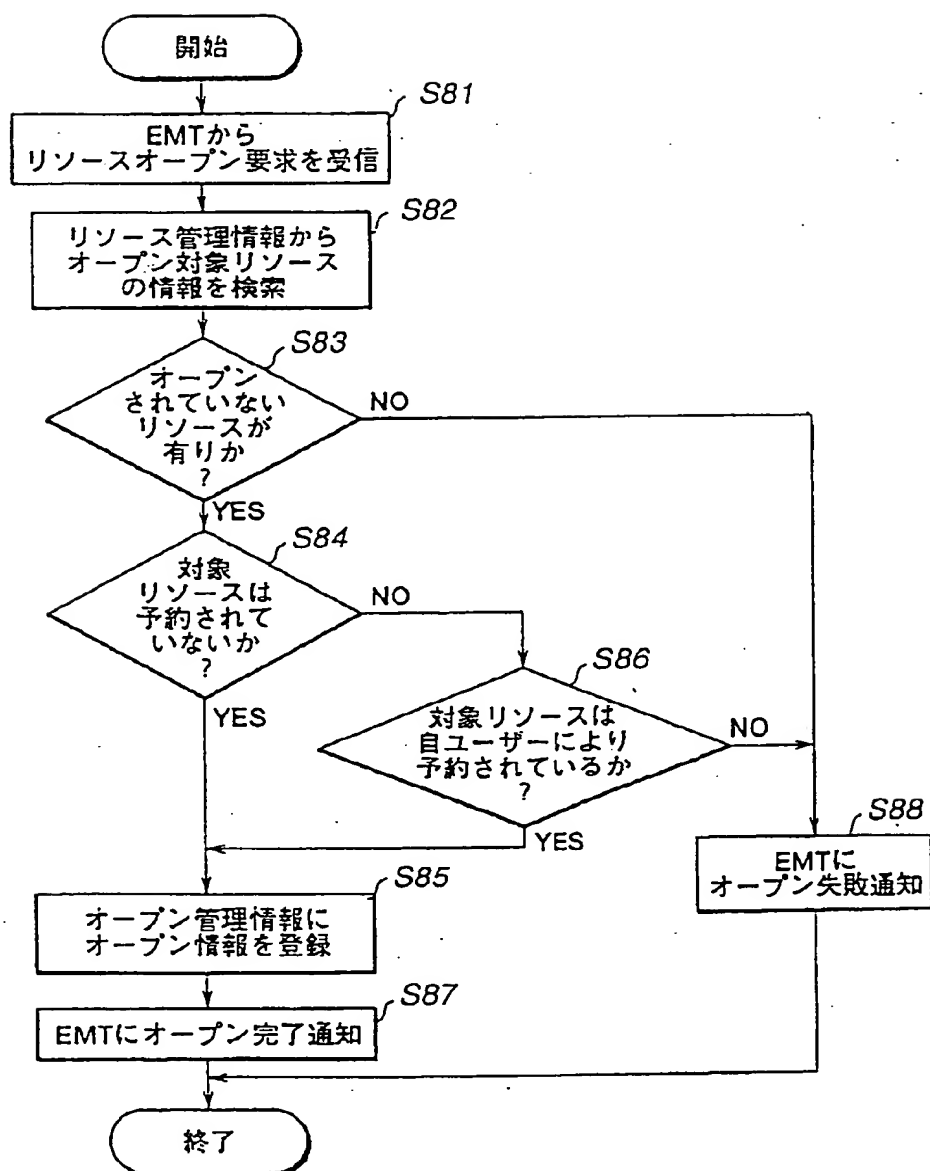 開始
S81
EMTから
リソースオープン要求を受信
S82
リソース管理情報から
オープン対象リソース
の情報を検索
S83
オープン
されていない
リソースが
有りか
?
NO
YES
S84
対象
リソースは
予約されて
いないか
?
NO
YES
S86
対象リソースは
自ユーザーにより
予約されているか
?
NO
YES
S88
EMTに
オープン失敗通知
S85
オープン管理情報に
オープン情報を登録
S87
EMTにオープン完了通知
終了